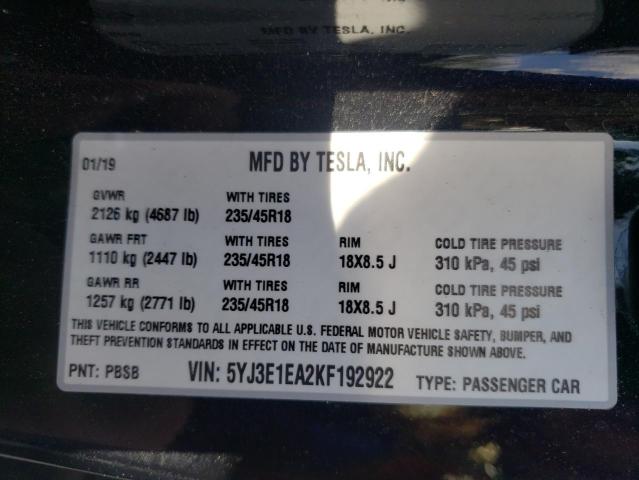 MFD BY TESLA, INC.
01/19 MFD BY TESLA, INC.
GVWR WITH TIRES
2126 kg (4687 lb) 235/45R18
GAWR FRT WITH TIRES RIM COLD TIRE PRESSURE
1110 kg (2447 lb) 235/45R18 18X8.5 J 310 kPa, 45 psi
GAWR RR WITH TIRES RIM COLD TIRE PRESSURE
1257 kg (2771 lb) 235/45R18 18X8.5 J 310 kPa, 45 psi
THIS VEHICLE CONFORMS TO ALL APPLICABLE U.S. FEDERAL MOTOR VEHICLE SAFETY, BUMPER, AND
THEFT PREVENTION STANDARDS IN EFFECT ON THE DATE OF MANUFACTURE SHOWN ABOVE.
PNT: PBSB VIN: 5YJ3E1EA2KF192922 TYPE: PASSENGER CAR